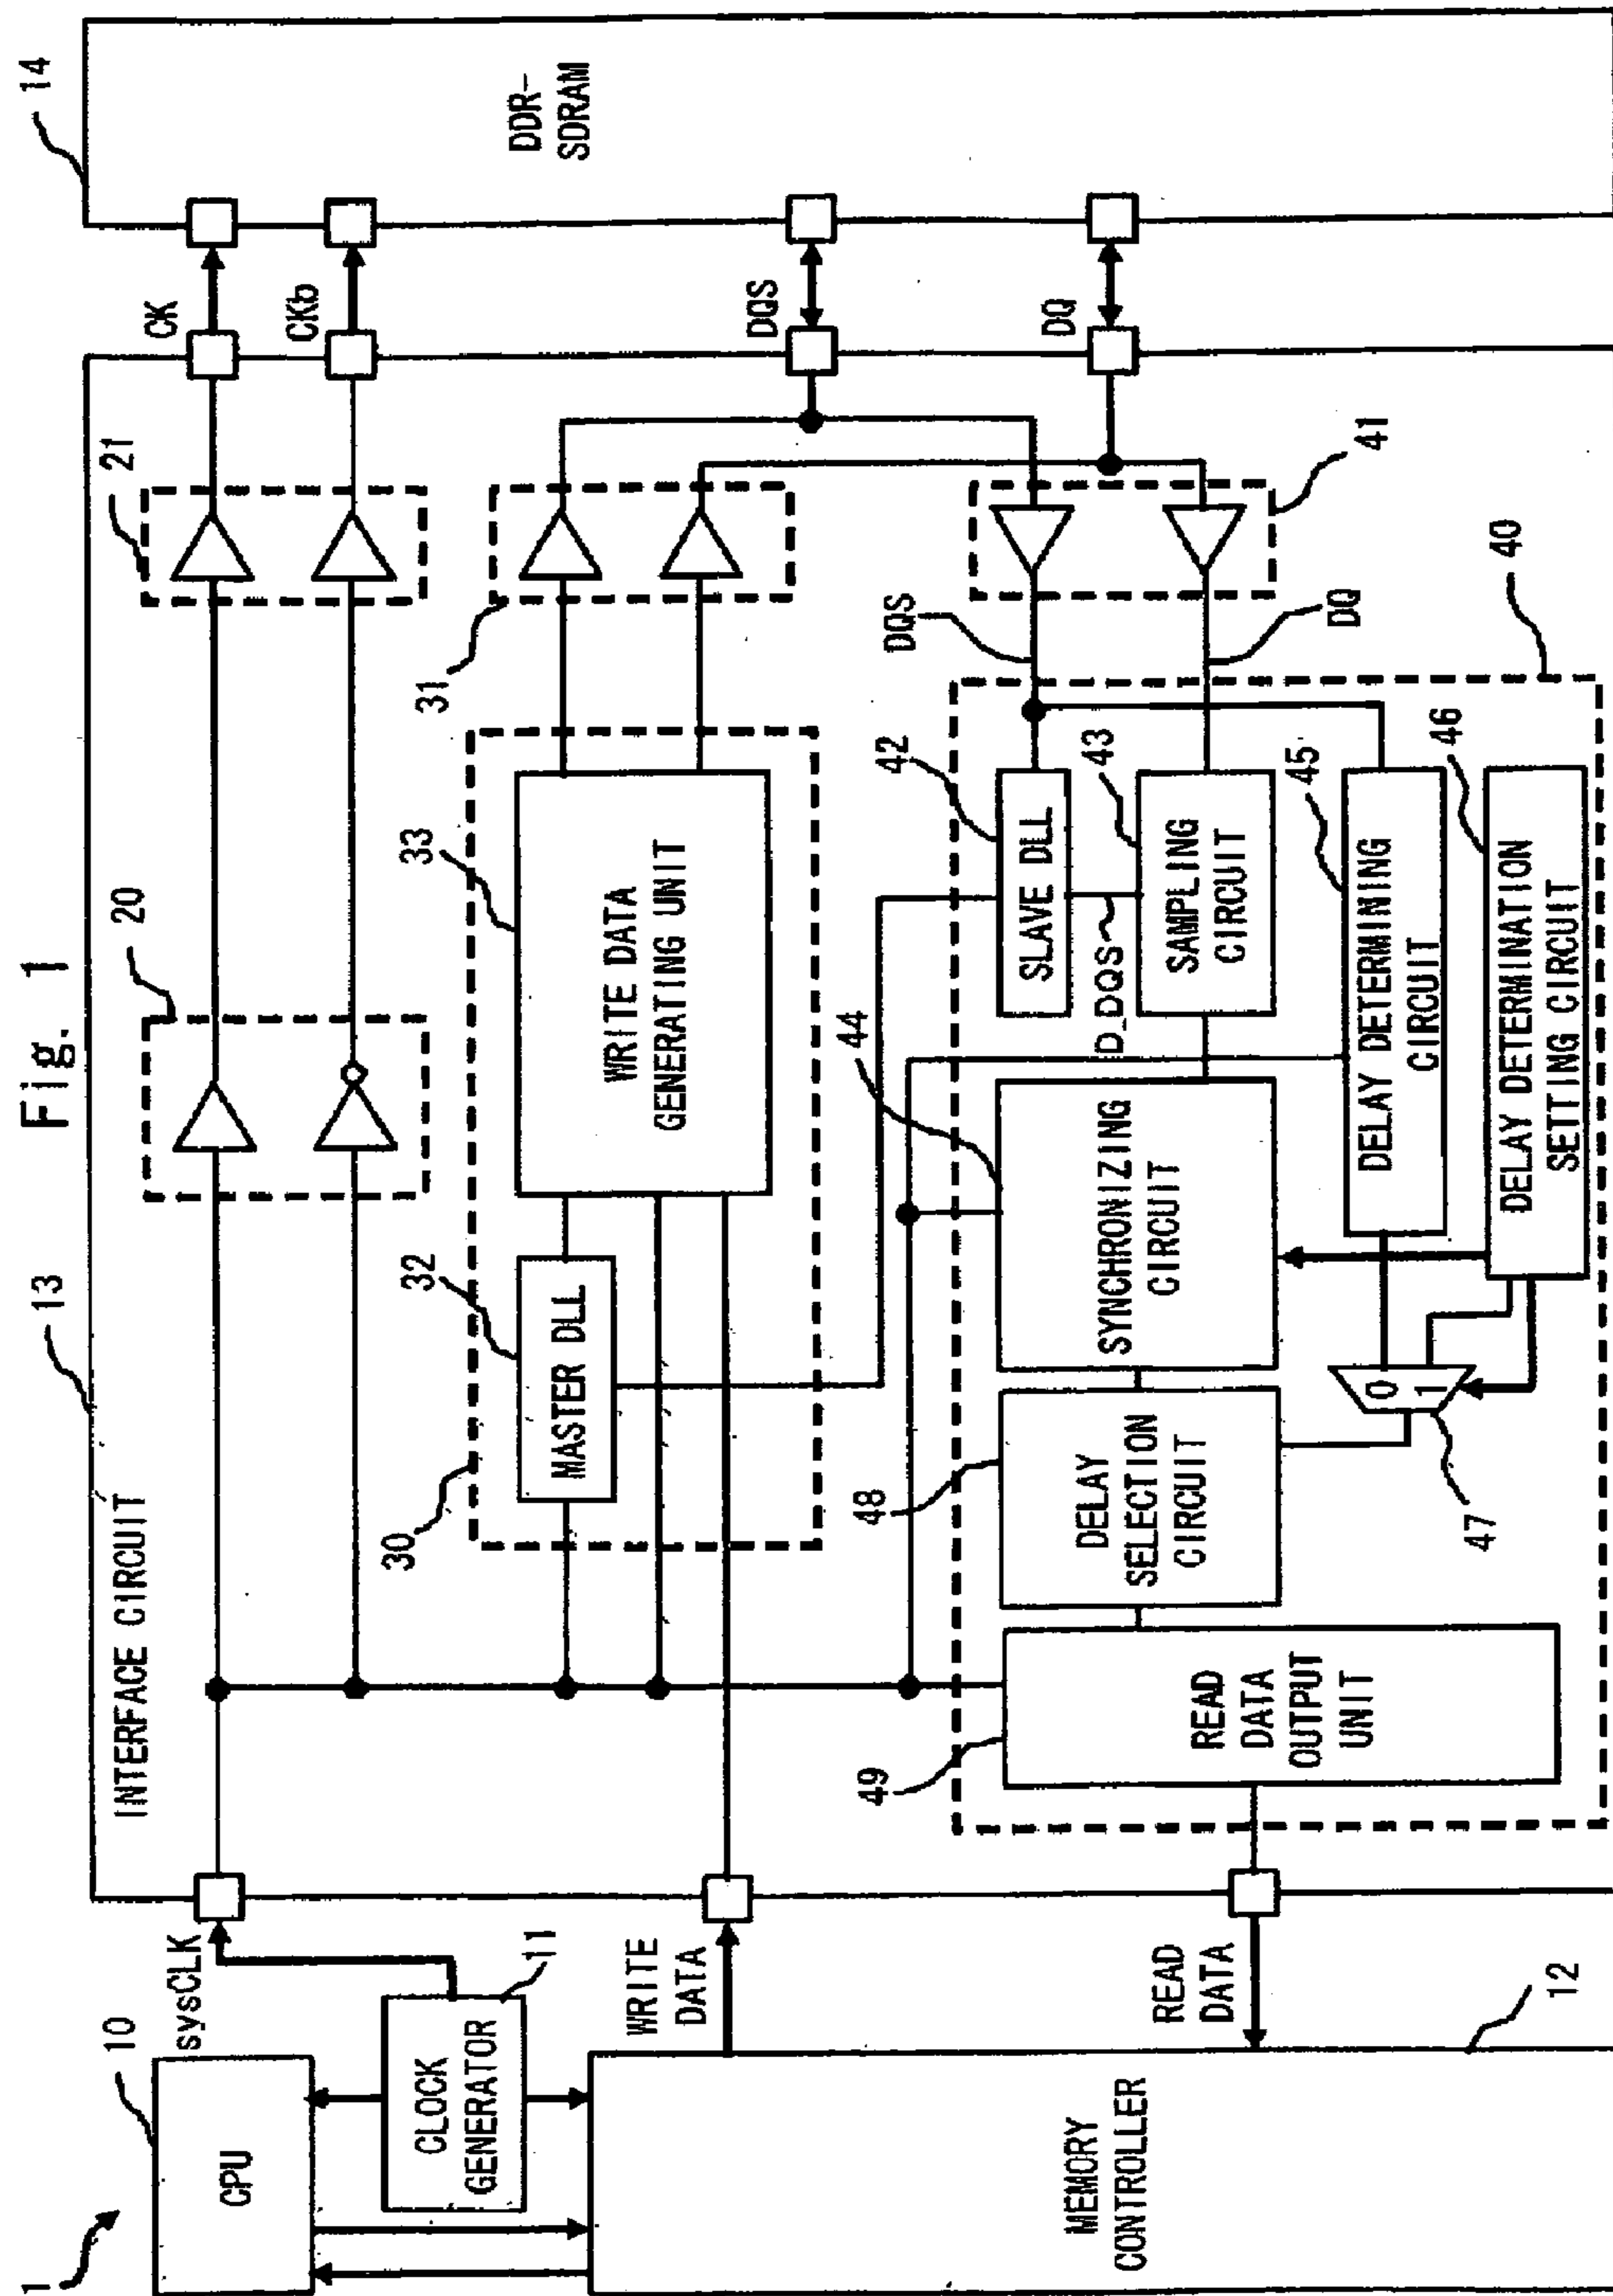 Fig. 1
1
10
CPU
sysCLK
CLOCK
GENERATOR
11
MEMORY
CONTROLLER
12
WRITE
DATA
READ
DATA
13
INTERFACE CIRCUIT
20
21
CK
CKb
14
DDR-
SDRAM
30
32
MASTER DLL
33
WRITE DATA
GENERATING UNIT
31
DQS
DQ
41
DQS
DQ
40
42
SLAVE DLL
D_DQS
43
SAMPLING
CIRCUIT
44
SYNCHRONIZING
CIRCUIT
45
DELAY DETERMINING
CIRCUIT
46
DELAY DETERMINATION
SETTING CIRCUIT
0
1
47
48
DELAY
SELECTION
CIRCUIT
49
READ
DATA
OUTPUT
UNIT